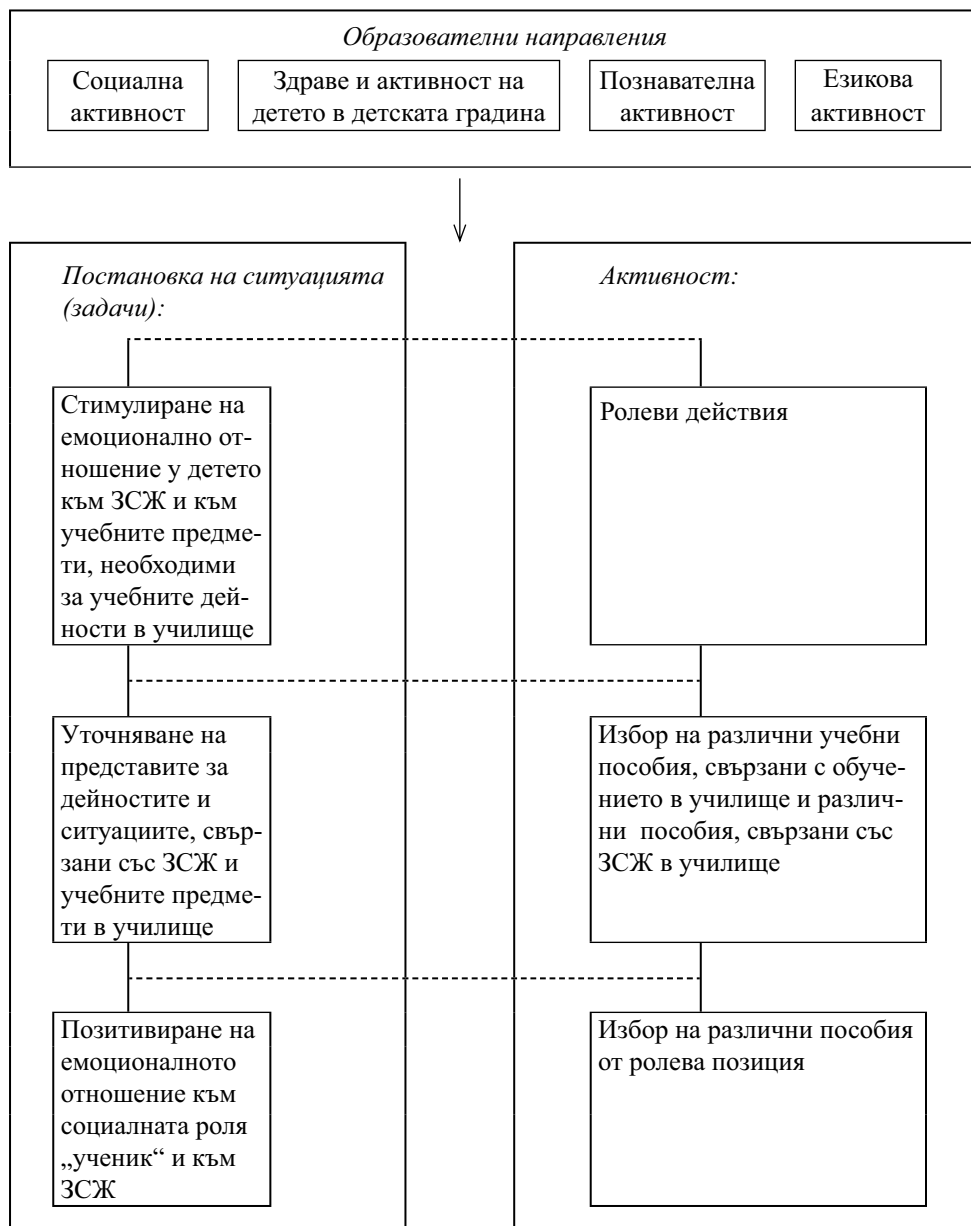 Образователни направления
Социална
активност
Здраве и активност на
детето в детската градина
Познавателна
активност
Езикова
активност
Постановка на ситуацията
(задачи):
Активност:
Стимулиране на
емоционално от-
ношение у детето
към ЗСЖ и към
учебните предме-
ти, необходими
за учебните дей-
ности в училище
Ролеви действия
Уточняване на
представите за
дейностите и
ситуациите, свър-
зани със ЗСЖ и
учебните предме-
ти в училище
Избор на различни учебни
пособия, свързани с обуче-
нието в училище и различ-
ни пособия, свързани със
ЗСЖ в училище
Позитивиране на
емоционалното
отношение към
социалната роля
„ученик“ и към
ЗСЖ
Избор на различни пособия
от ролева позиция